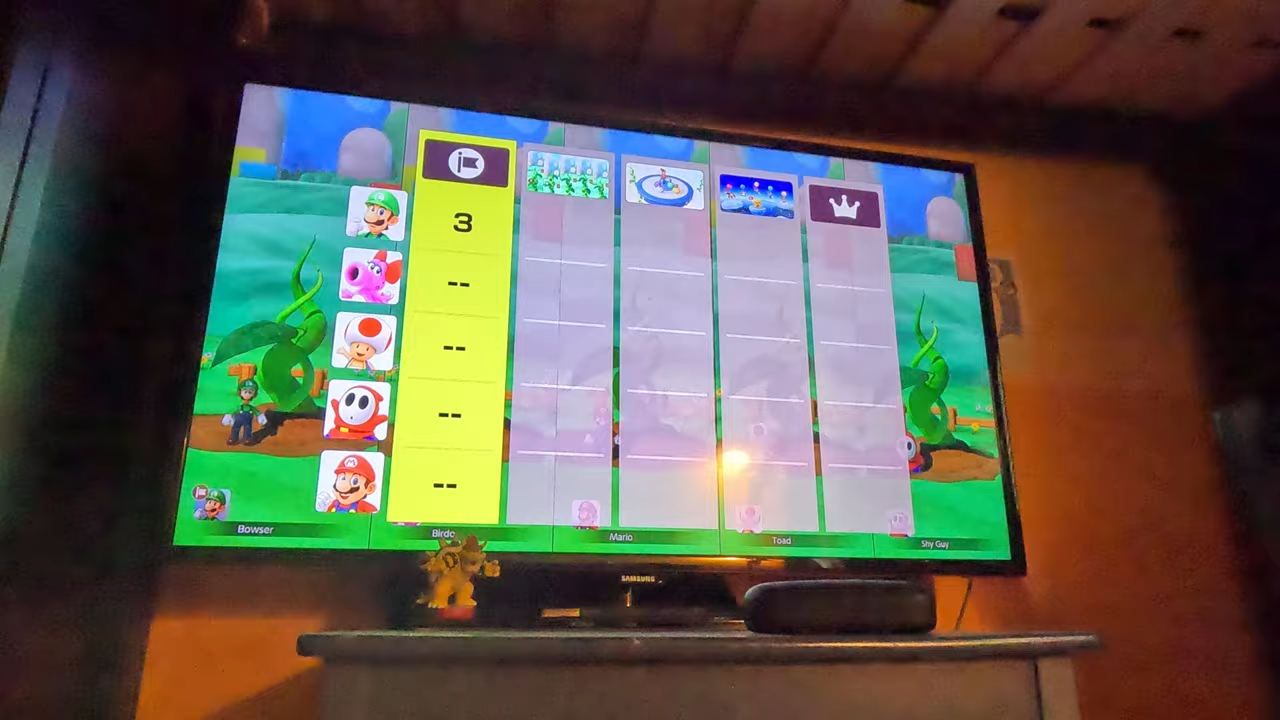 3
--
--
--
--
Bowser
Birdo
Mario
Toad
Shy Guy
SAMSUNG